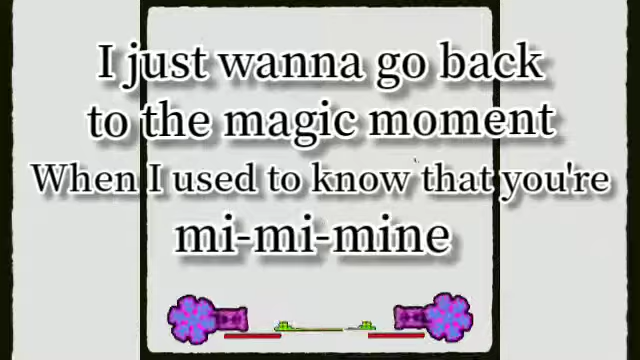 I just wanna go back
to the magic moment
When I used to know that you're
mi-mi-mine